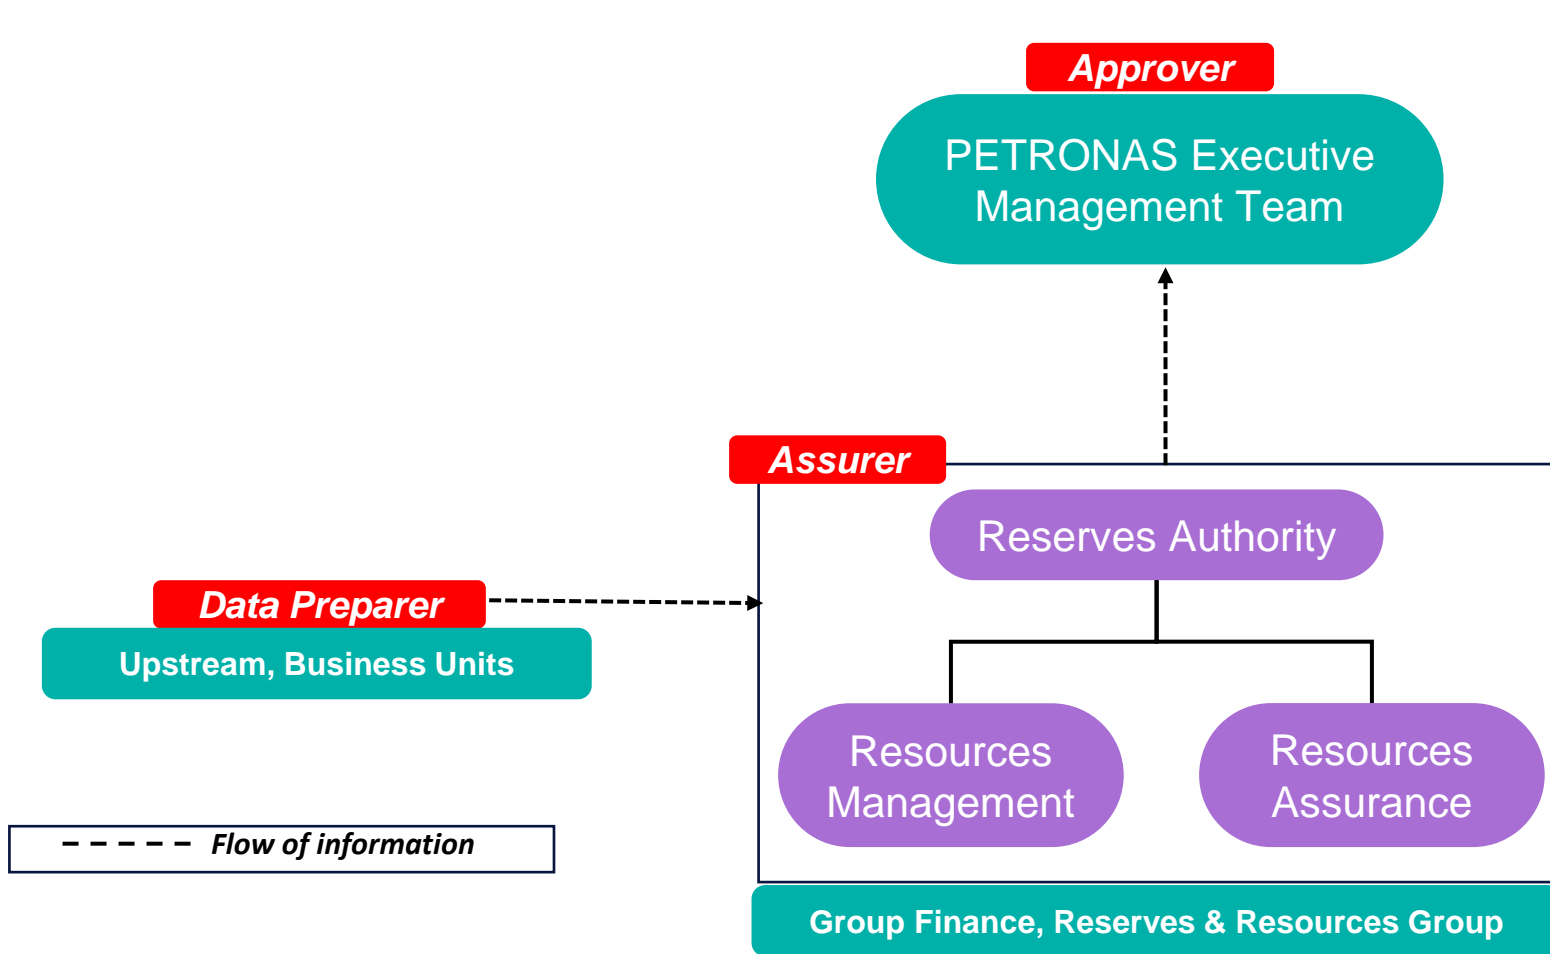 Approver
PETRONAS Executive
Management Team
Assurer
Reserves Authority
Data Preparer
Upstream, Business Units
Resources
Management
Resources
Assurance
Flow of information
Group Finance, Reserves & Resources Group